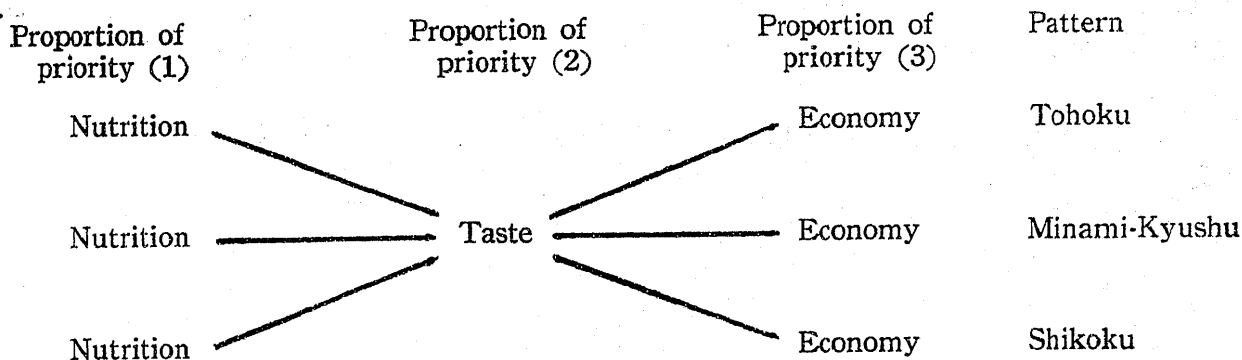 Proportion of priority (1)
Proportion of priority (2)
Proportion of priority (3)
Pattern
Nutrition
Economy
Tohoku
Nutrition
Taste
Economy
Minami-Kyushu
Nutrition
Economy
Shikoku